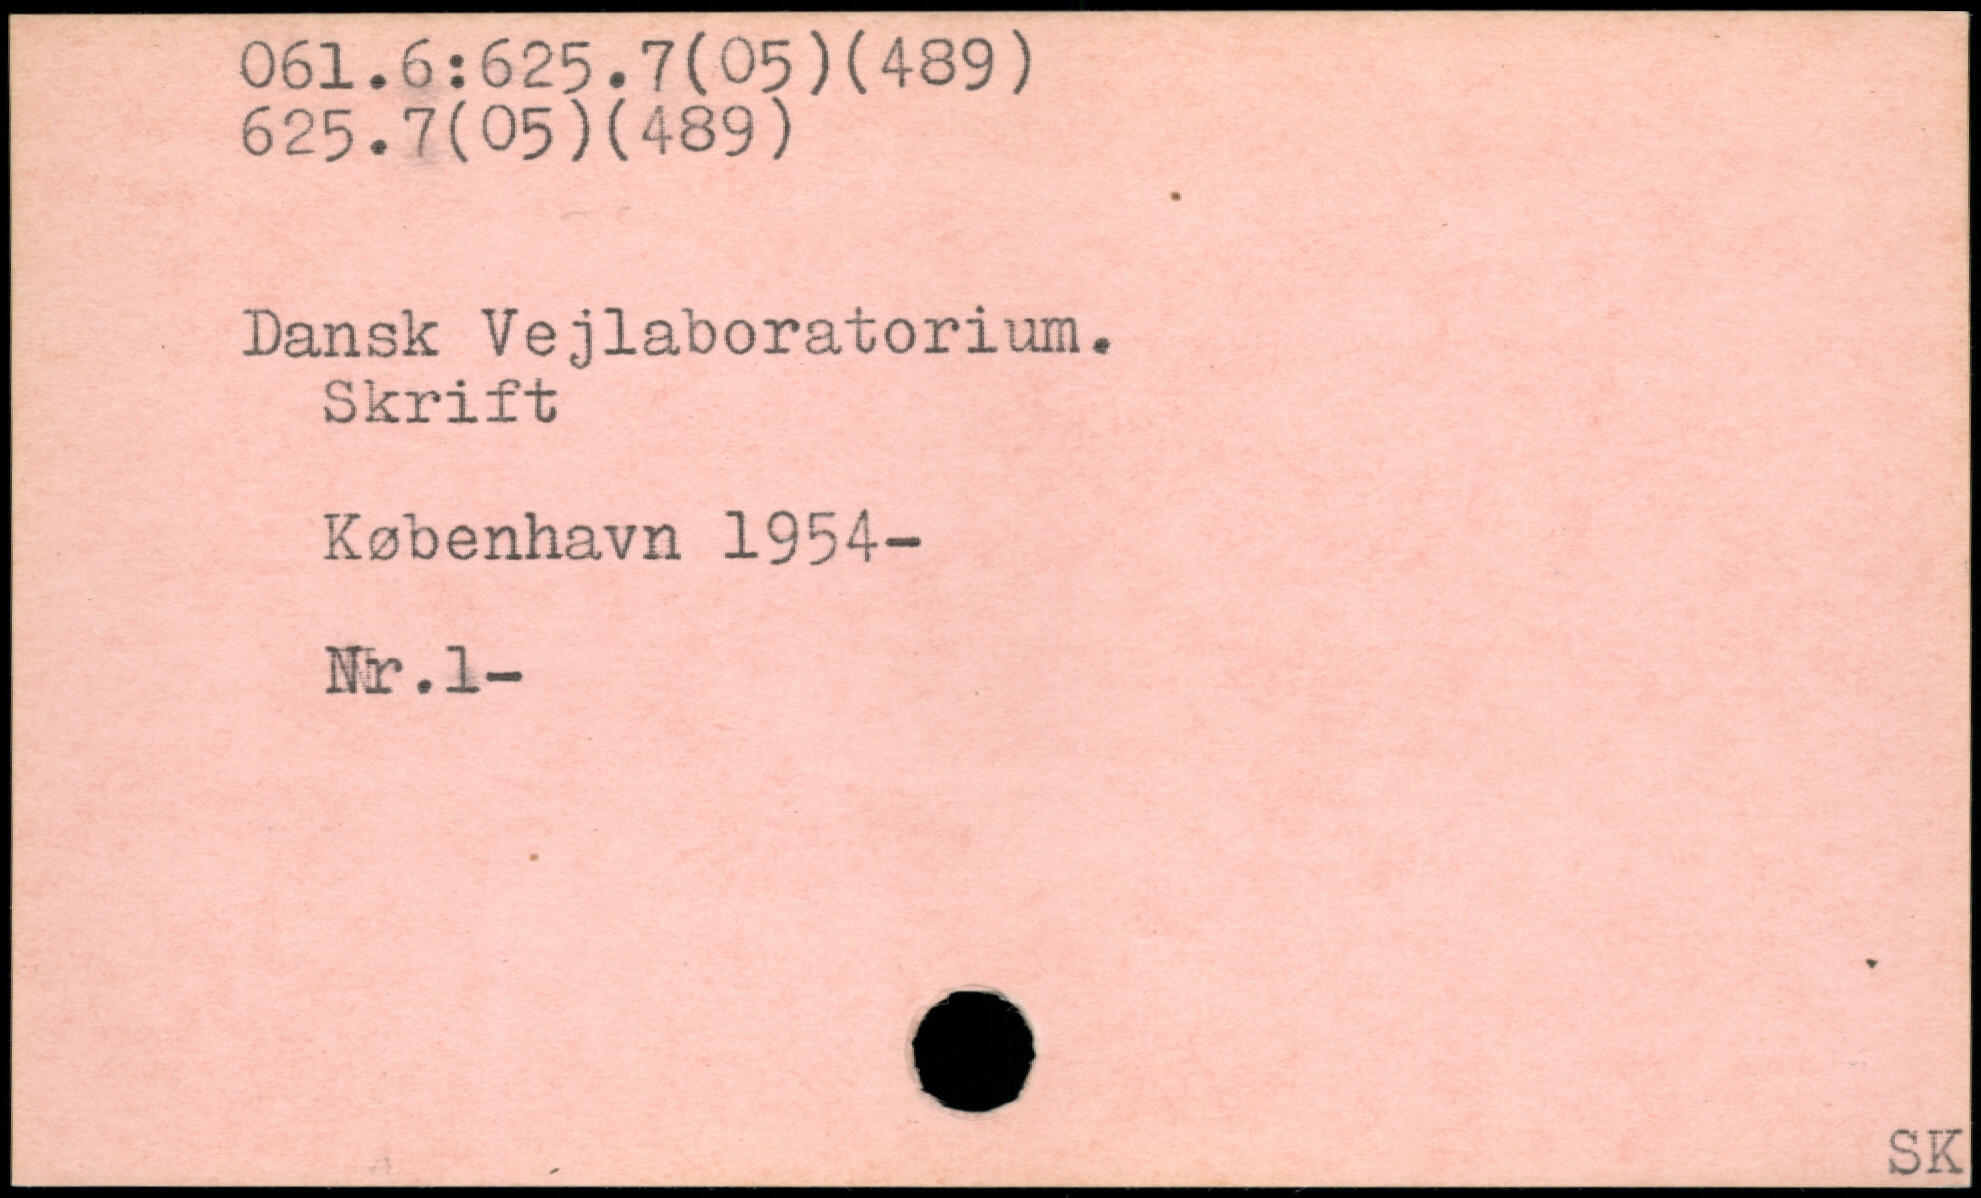 061.6:625.7(05)(489)
625.7(05)(489)
Dansk Vejlaboratorium.
Skrift
København 1954-
Nr.1-
SK